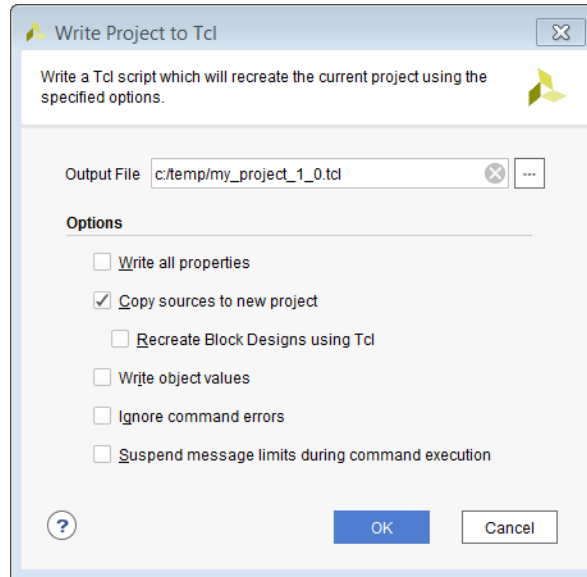 Write Project to Tcl
Write a Tcl script which will recreate the current project using the
specified options.
Output File c:/temp/my_project_1_0.tcl ...
Options
Write all properties
Copy sources to new project
Recreate Block Designs using Tcl
Write object values
Ignore command errors
Suspend message limits during command execution
? OK Cancel